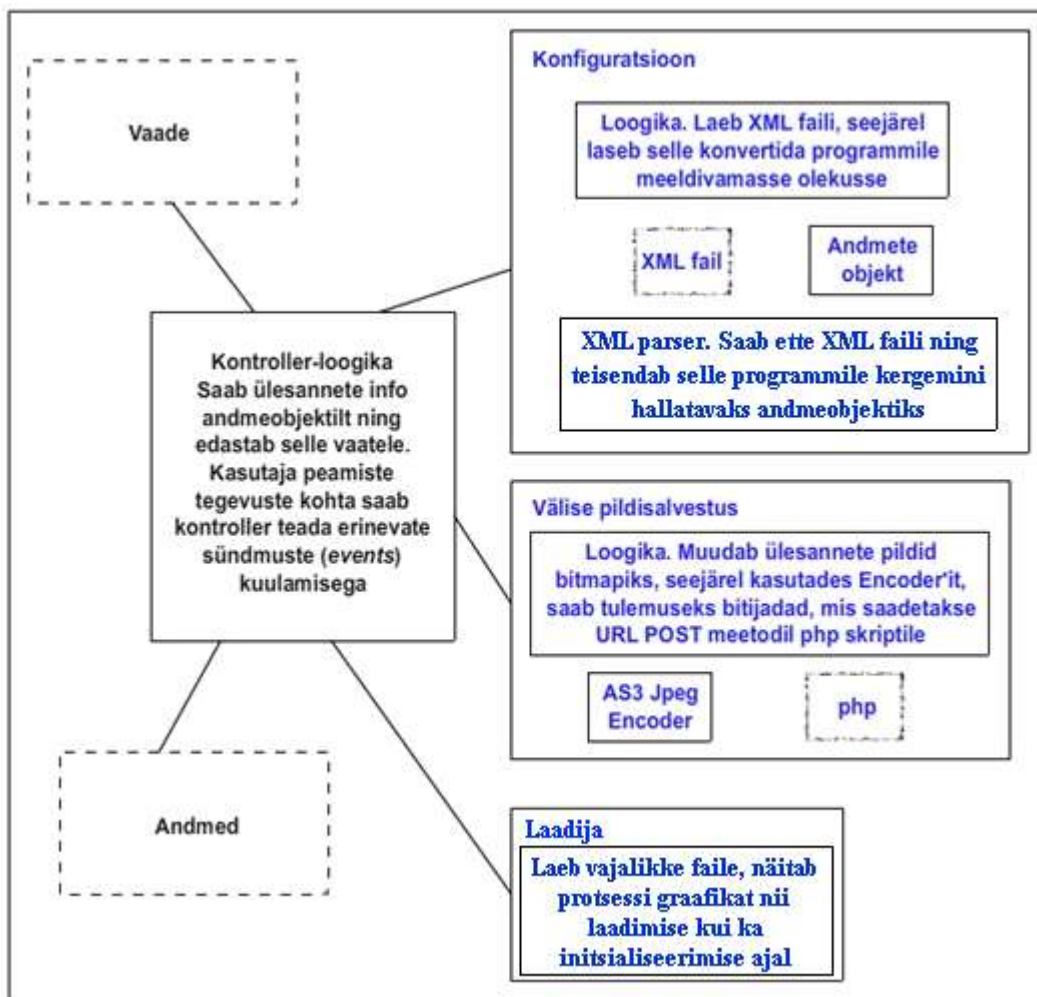 Vaade
Konfiguratsioon
Loogika. Laeb XML faili, seejärel
laseb selle konvertida programmile
meeldivamasse olekusse
XML fail
Andmete
objekt
XML parser. Saab ette XML faili ning
teisendab selle programmile kergemini
hallatavaks andmeobjektiks
Kontroller-loogika
Saab ülesannete info
andmeobjektilt ning
edastab selle vaatele.
Kasutaja peamiste
tegevuste kohta saab
kontroller teada erinevate
sündmuste (events)
kuulamisega
Välise pildisalvestus
Loogika. Muudab ülesannete pildid
bitmapiks, seejärel kasutades Encoder'it,
saab tulemuseks bitijadad, mis saadetakse
URL POST meetodil php skriptile
AS3 Jpeg
Encoder
php
Andmed
Laadija
Laeb vajalikke faile, näitab
protsessi graafikat nii
laadimise kui ka
initsialiseerimise ajal